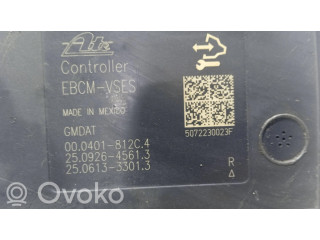 Ate
Controller
EBCM-VSES
MADE IN MEXICO
GMDAT
5072230023F
00.0401-812C.4
25.0926-4561.3
25.0613-3301.3
R
OVOKO